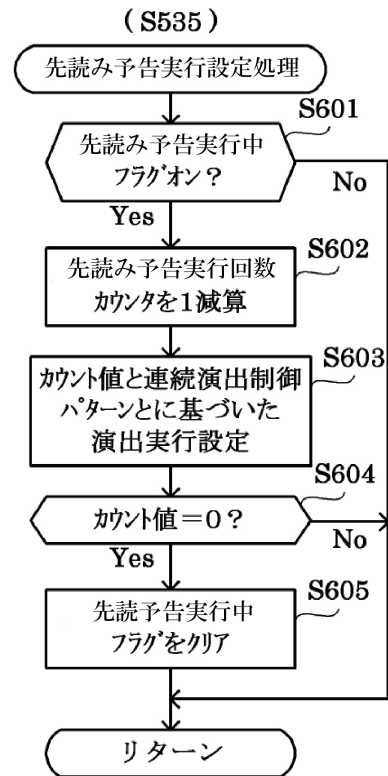 (S535)
先読み予告実行設定処理
S601
先読み予告実行中
フラグオン?
No
Yes
S602
先読み予告実行回数
カウンタを1減算
S603
カウント値と連続演出制御
パターンとに基づいた
演出実行設定
S604
カウント値=0?
No
Yes
S605
先読予告実行中
フラグをクリア
リターン